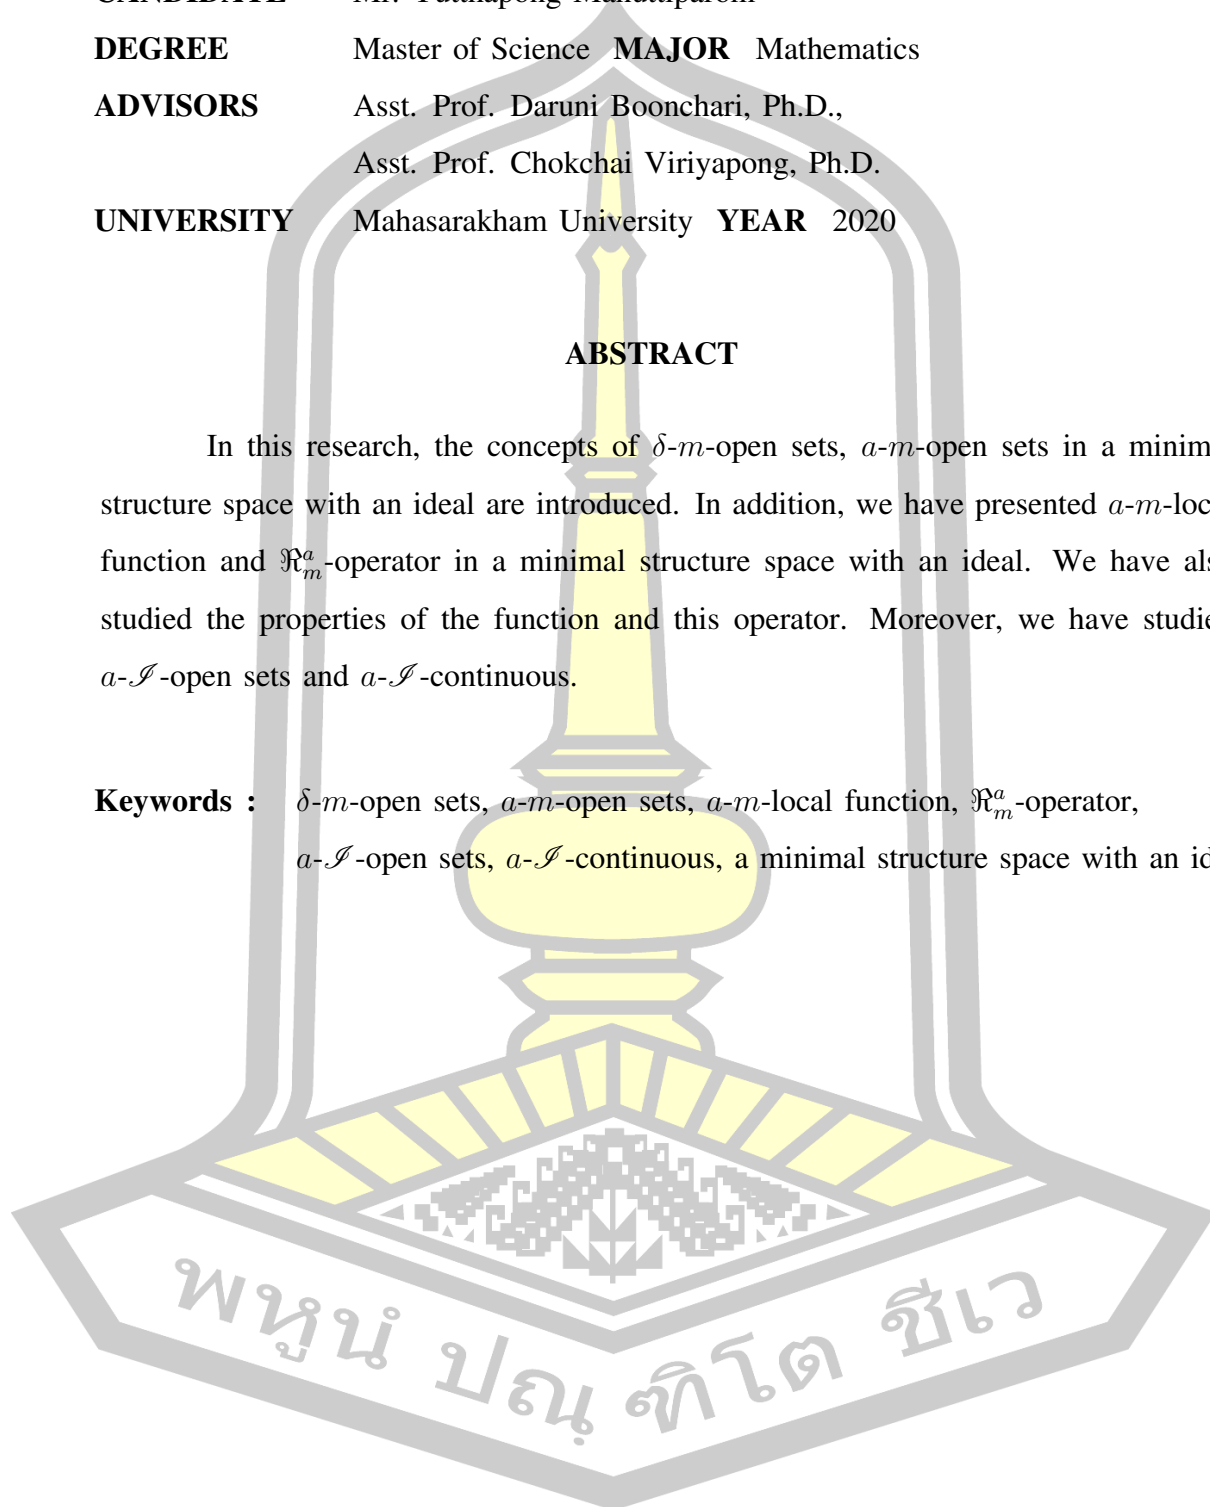 DEGREE Master of Science MAJOR Mathematics
ADVISORS Asst. Prof. Daruni Boonchari, Ph.D.,
Asst. Prof. Chokchai Viriyapong, Ph.D.
UNIVERSITY Mahasarakham University YEAR 2020
ABSTRACT
In this research, the concepts of δ-m-open sets, a-m-open sets in a minim
structure space with an ideal are introduced. In addition, we have presented a-m-loc
function and ℜᵃₘ-operator in a minimal structure space with an ideal. We have als
studied the properties of the function and this operator. Moreover, we have studie
a-ℐ-open sets and a-ℐ-continuous.
Keywords : δ-m-open sets, a-m-open sets, a-m-local function, ℜᵃₘ-operator,
a-ℐ-open sets, a-ℐ-continuous, a minimal structure space with an id
พหูนํ ปณฺฑิโต ชีเว